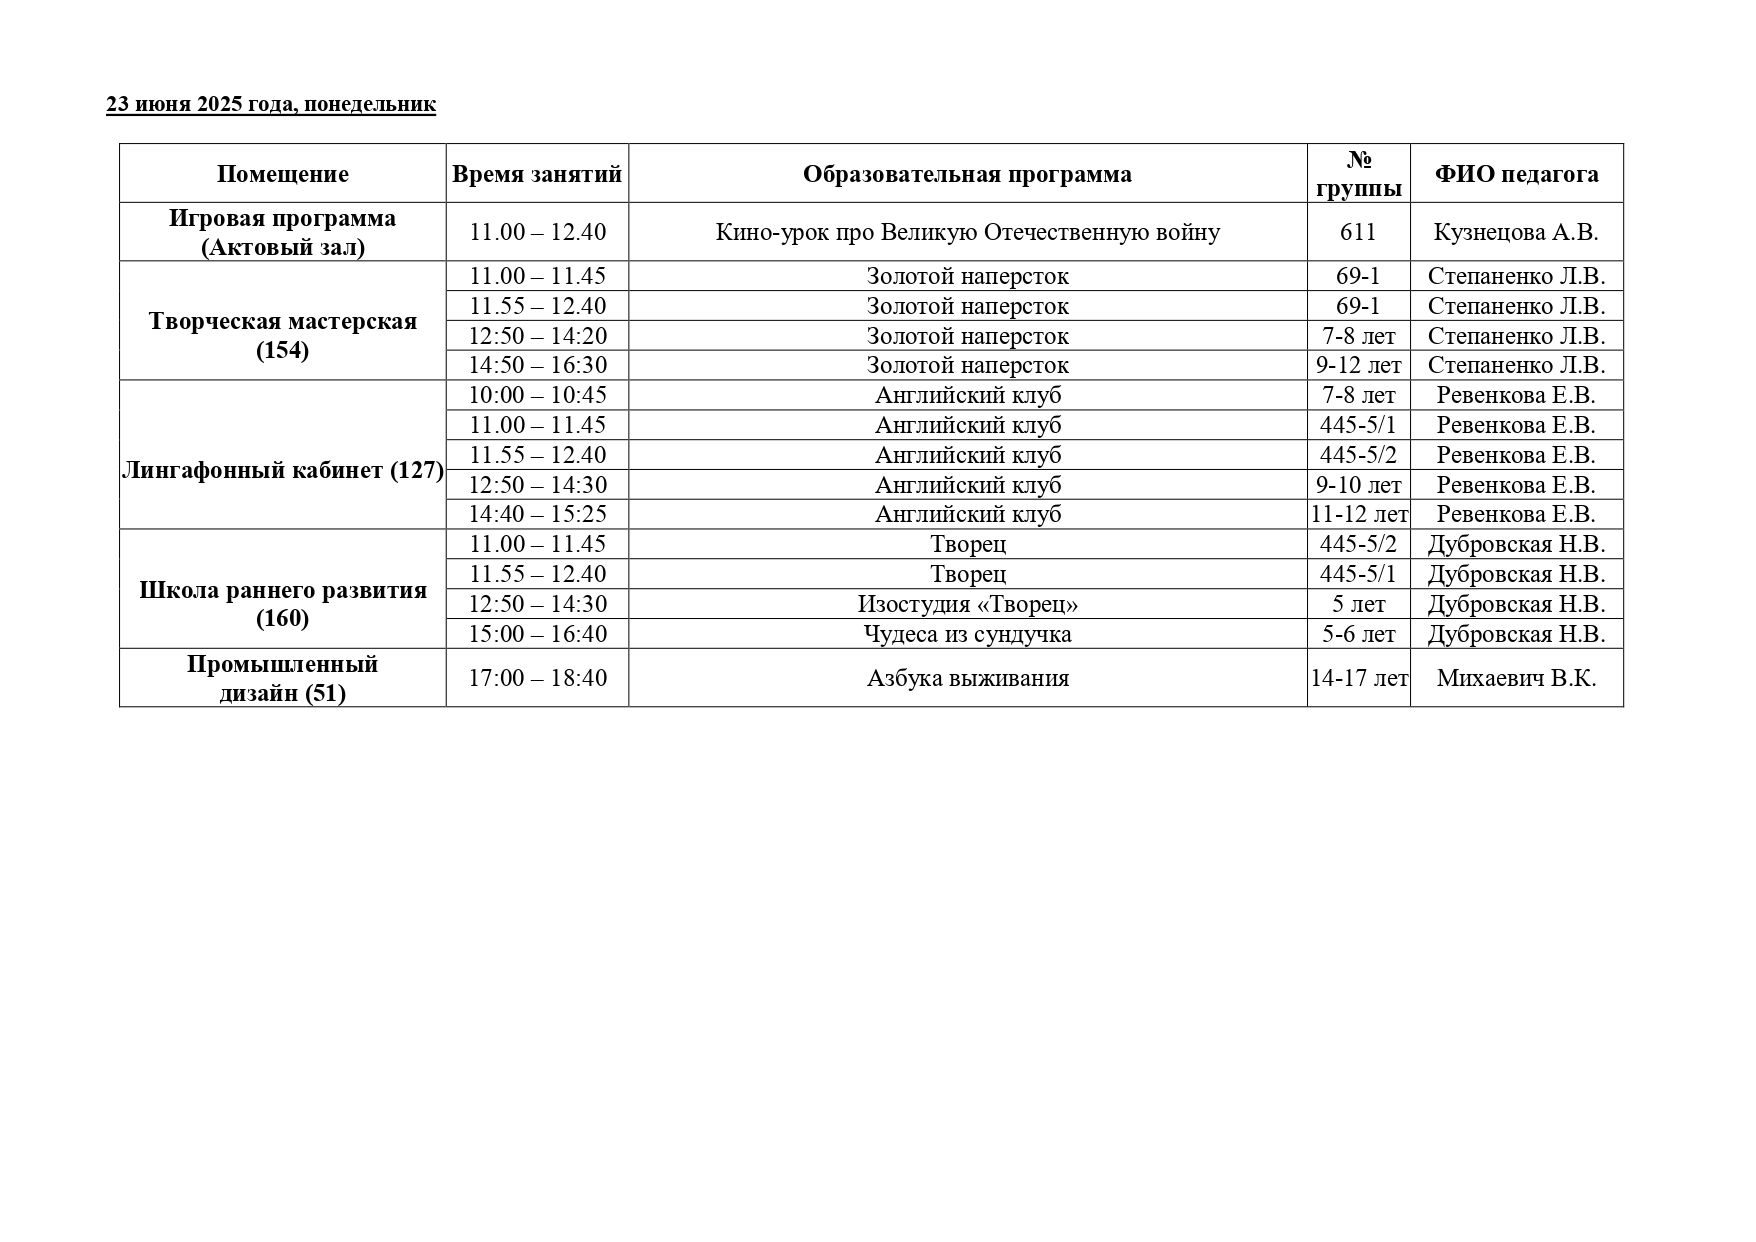 23 июня 2025 года, понедельник
Помещение Время занятий Образовательная программа № группы ФИО педагога
Игровая программа (Актовый зал) 11.00 – 12.40 Кино-урок про Великую Отечественную войну 611 Кузнецова А.В.
Творческая мастерская (154) 11.00 – 11.45 Золотой наперсток 69-1 Степаненко Л.В.
11.55 – 12.40 Золотой наперсток 69-1 Степаненко Л.В.
12:50 – 14:20 Золотой наперсток 7-8 лет Степаненко Л.В.
14:50 – 16:30 Золотой наперсток 9-12 лет Степаненко Л.В.
Лингафонный кабинет (127) 10:00 – 10:45 Английский клуб 7-8 лет Ревенкова Е.В.
11.00 – 11.45 Английский клуб 445-5/1 Ревенкова Е.В.
11.55 – 12.40 Английский клуб 445-5/2 Ревенкова Е.В.
12:50 – 14:30 Английский клуб 9-10 лет Ревенкова Е.В.
14:40 – 15:25 Английский клуб 11-12 лет Ревенкова Е.В.
Школа раннего развития (160) 11.00 – 11.45 Творец 445-5/2 Дубровская Н.В.
11.55 – 12.40 Творец 445-5/1 Дубровская Н.В.
12:50 – 14:30 Изостудия «Творец» 5 лет Дубровская Н.В.
15:00 – 16:40 Чудеса из сундучка 5-6 лет Дубровская Н.В.
Промышленный дизайн (51) 17:00 – 18:40 Азбука выживания 14-17 лет Михаевич В.К.